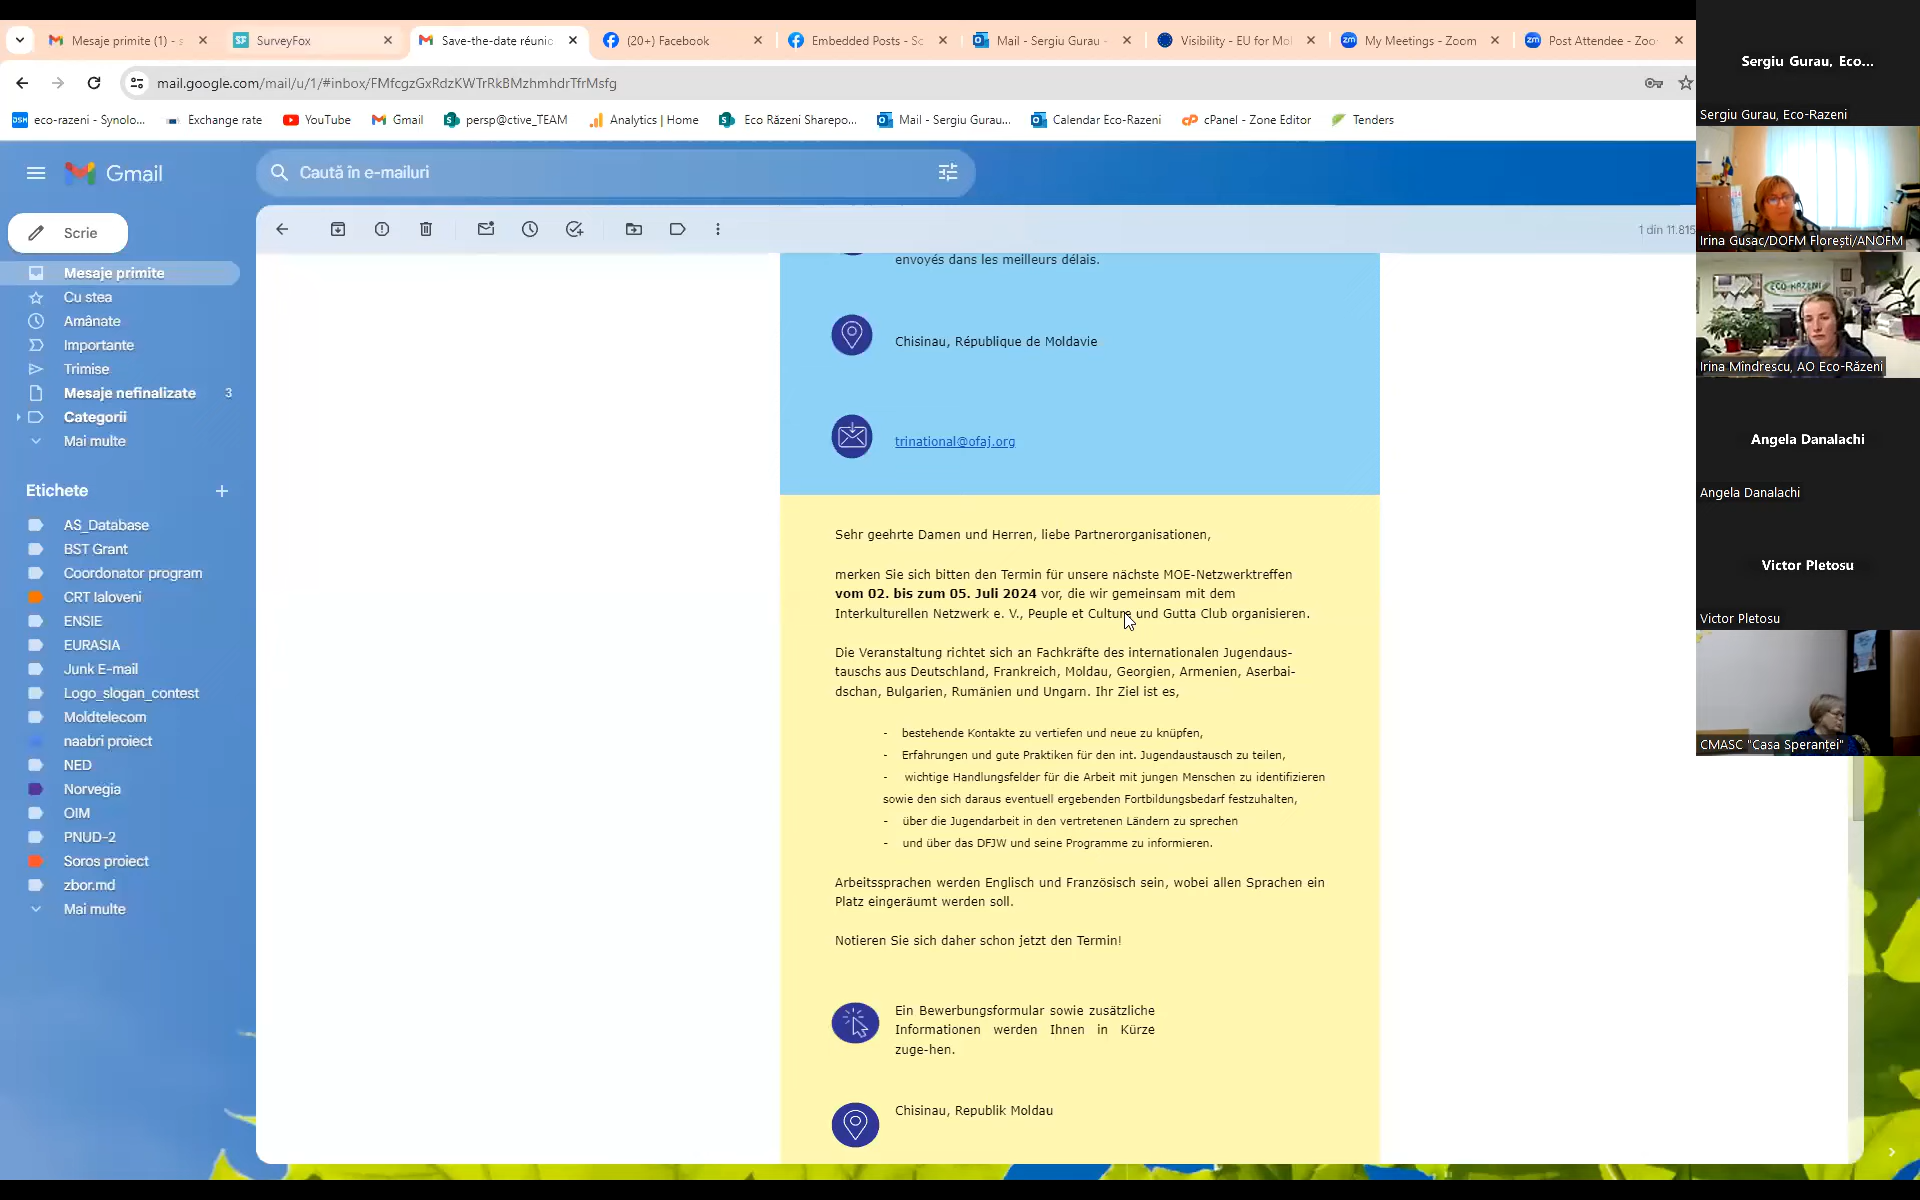 Mesaje primite (1) - s
SurveyFox
Save-the-date réunio
(20+) Facebook
Embedded Posts - So
Mail - Sergiu Gurau -
Visibility - EU for Mol
My Meetings - Zoom
Post Attendee - Zoo
mail.google.com/mail/u/1/#inbox/FMfcgzGxRdzKWTrRkBMzhmhdrTfrMsfg
eco-razeni - Synolo...
Exchange rate
YouTube
Gmail
persp@ctive_TEAM
Analytics | Home
Eco Răzeni Sharepo...
Mail - Sergiu Gurau...
Calendar Eco-Razeni
cPanel - Zone Editor
Tenders
Gmail
Caută în e-mailuri
Scrie
1 din 11.815
Mesaje primite
Cu stea
Amânate
Importante
Trimise
Mesaje nefinalizate 3
Categorii
Mai multe
Etichete
AS_Database
BST Grant
Coordonator program
CRT Ialoveni
ENSIE
EURASIA
Junk E-mail
Logo_slogan_contest
Moldtelecom
naabri proiect
NED
Norvegia
OIM
PNUD-2
Soros proiect
zbor.md
Mai multe
envoyés dans les meilleurs délais.
Chisinau, République de Moldavie
trinational@ofaj.org
Sehr geehrte Damen und Herren, liebe Partnerorganisationen,
merken Sie sich bitten den Termin für unsere nächste MOE-Netzwerktreffen
vom 02. bis zum 05. Juli 2024 vor, die wir gemeinsam mit dem
Interkulturellen Netzwerk e. V., Peuple et Culture und Gutta Club organisieren.
Die Veranstaltung richtet sich an Fachkräfte des internationalen Jugendaus-
tauschs aus Deutschland, Frankreich, Moldau, Georgien, Armenien, Aserbai-
dschan, Bulgarien, Rumänien und Ungarn. Ihr Ziel ist es,
- bestehende Kontakte zu vertiefen und neue zu knüpfen,
- Erfahrungen und gute Praktiken für den int. Jugendaustausch zu teilen,
- wichtige Handlungsfelder für die Arbeit mit jungen Menschen zu identifizieren
sowie den sich daraus eventuell ergebenden Fortbildungsbedarf festzuhalten,
- über die Jugendarbeit in den vertretenen Ländern zu sprechen
- und über das DFJW und seine Programme zu informieren.
Arbeitssprachen werden Englisch und Französisch sein, wobei allen Sprachen ein
Platz eingeräumt werden soll.
Notieren Sie sich daher schon jetzt den Termin!
Ein Bewerbungsformular sowie zusätzliche
Informationen werden Ihnen in Kürze
zuge-hen.
Chisinau, Republik Moldau
Sergiu Gurau, Eco...
Sergiu Gurau, Eco-Razeni
Irina Gusac/DOFM Florești/ANOFM
ECO-RAZENI
Irina Mîndrescu, AO Eco-Răzeni
Angela Danalachi
Angela Danalachi
Victor Pletosu
Victor Pletosu
CMASC "Casa Speranței"